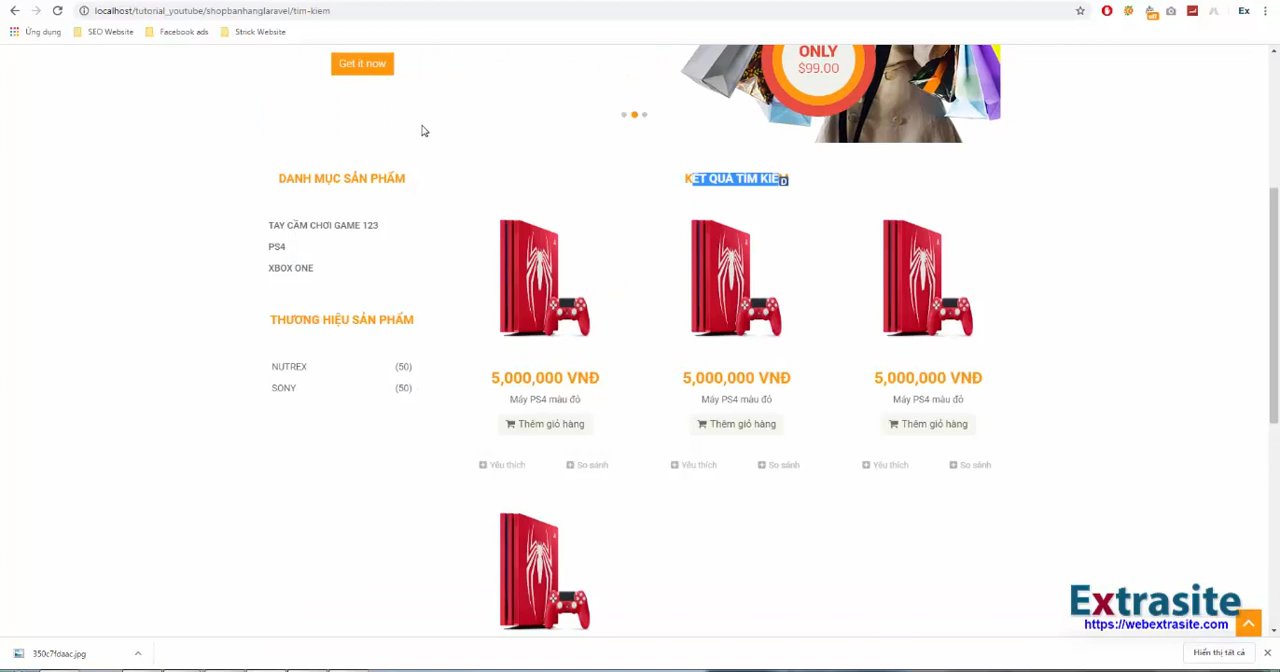 localhost/tutorial_youtube/shopbanhanglaravel/tim-kiem
Ex
Ứng dụng
SEO Website
Facebook ads
Strick Website
off
Get it now
ONLY
$99.00
DANH MỤC SẢN PHẨM
KẾT QUẢ TÌM KIẾM
TAY CẦM CHƠI GAME 123
PS4
XBOX ONE
THƯƠNG HIỆU SẢN PHẨM
NUTREX (50)
SONY (50)
5,000,000 VNĐ 5,000,000 VNĐ 5,000,000 VNĐ
Máy PS4 màu đỏ Máy PS4 màu đỏ Máy PS4 màu đỏ
Thêm giỏ hàng Thêm giỏ hàng Thêm giỏ hàng
Yêu thích So sánh Yêu thích So sánh Yêu thích So sánh
Extrasite
https://webextrasite.com
350c7fdaac.jpg
Hiển thị tất cả